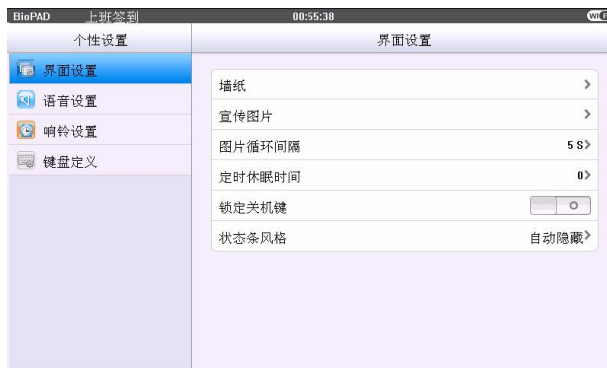 BioPAD 上班签到 00:55:38 WIF
个性设置 界面设置
界面设置
语音设置
响铃设置
键盘定义
墙纸 >
宣传图片 >
图片循环间隔 5 S>
定时休眠时间 0>
锁定关机键
状态条风格 自动隐藏>